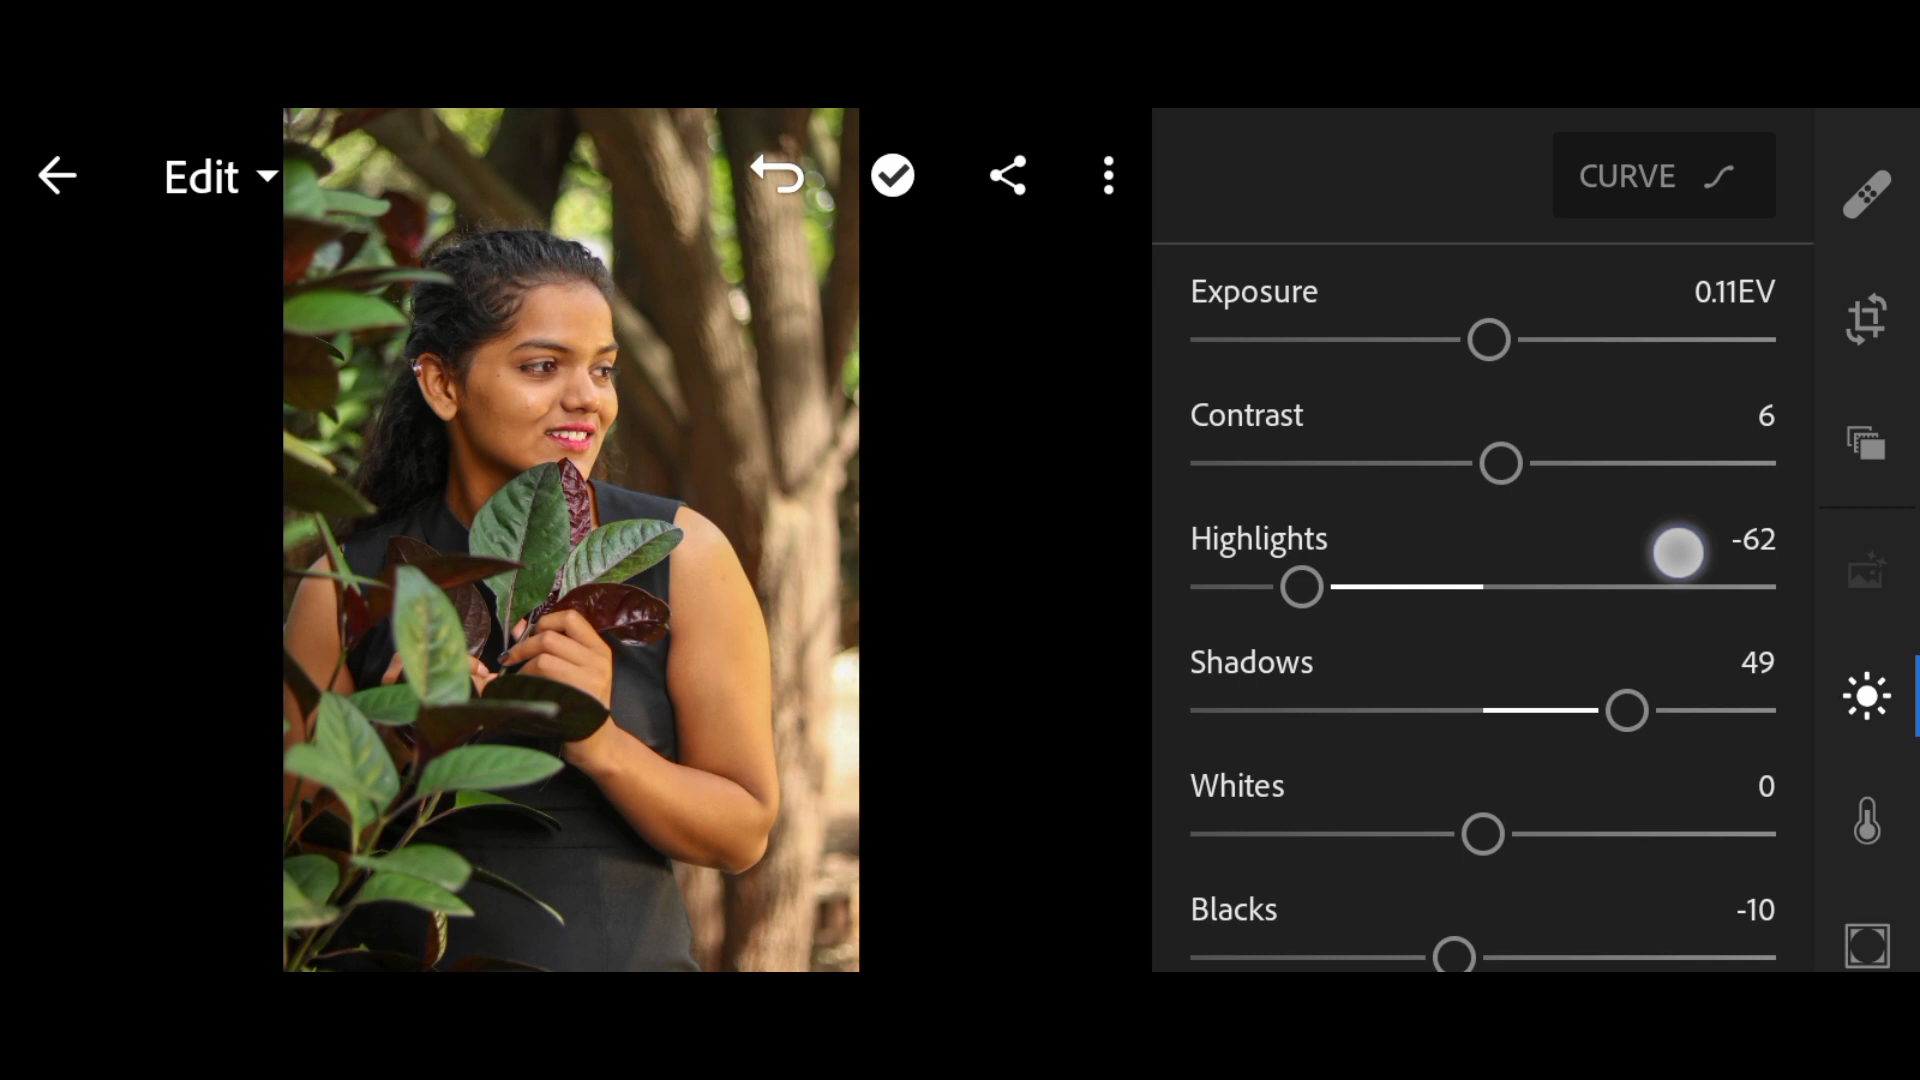 Edit
CURVE
Exposure 0.11EV
Contrast 6
Highlights -62
Shadows 49
Whites 0
Blacks -10